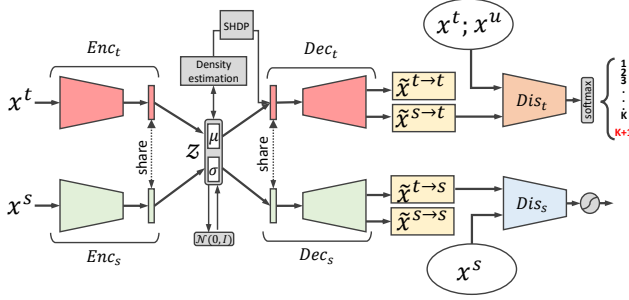 SHDP
x^t; x^u
Enc_t
Dec_t
Density
estimation
x^t
x̃^{t→t}
x̃^{s→t}
Dis_t
softmax
1
2
3
.
.
K
K+1
share
z
μ
σ
share
x^s
x̃^{t→s}
x̃^{s→s}
Dis_s
𝒩(0, I)
Enc_s
Dec_s
x^s